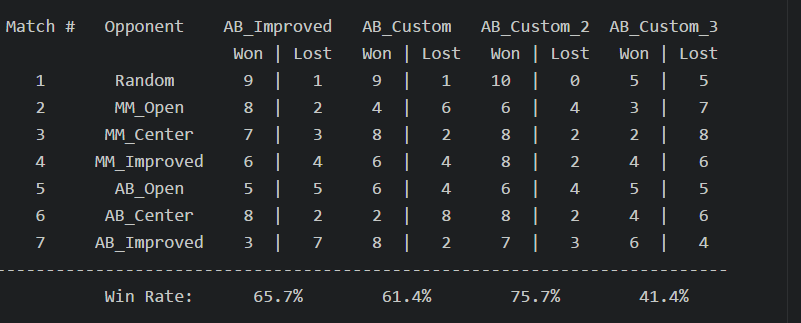 Match #   Opponent    AB_Improved   AB_Custom   AB_Custom_2  AB_Custom_3
                       Won | Lost   Won | Lost   Won | Lost   Won | Lost
   1       Random       9  |   1     9  |   1    10  |   0     5  |   5
   2       MM_Open      8  |   2     4  |   6     6  |   4     3  |   7
   3      MM_Center     7  |   3     8  |   2     8  |   2     2  |   8
   4     MM_Improved    6  |   4     6  |   4     8  |   2     4  |   6
   5       AB_Open      5  |   5     6  |   4     6  |   4     5  |   5
   6      AB_Center     8  |   2     2  |   8     8  |   2     4  |   6
   7     AB_Improved    3  |   7     8  |   2     7  |   3     6  |   4
--------------------------------------------------------------------------
          Win Rate:      65.7%        61.4%        75.7%        41.4%